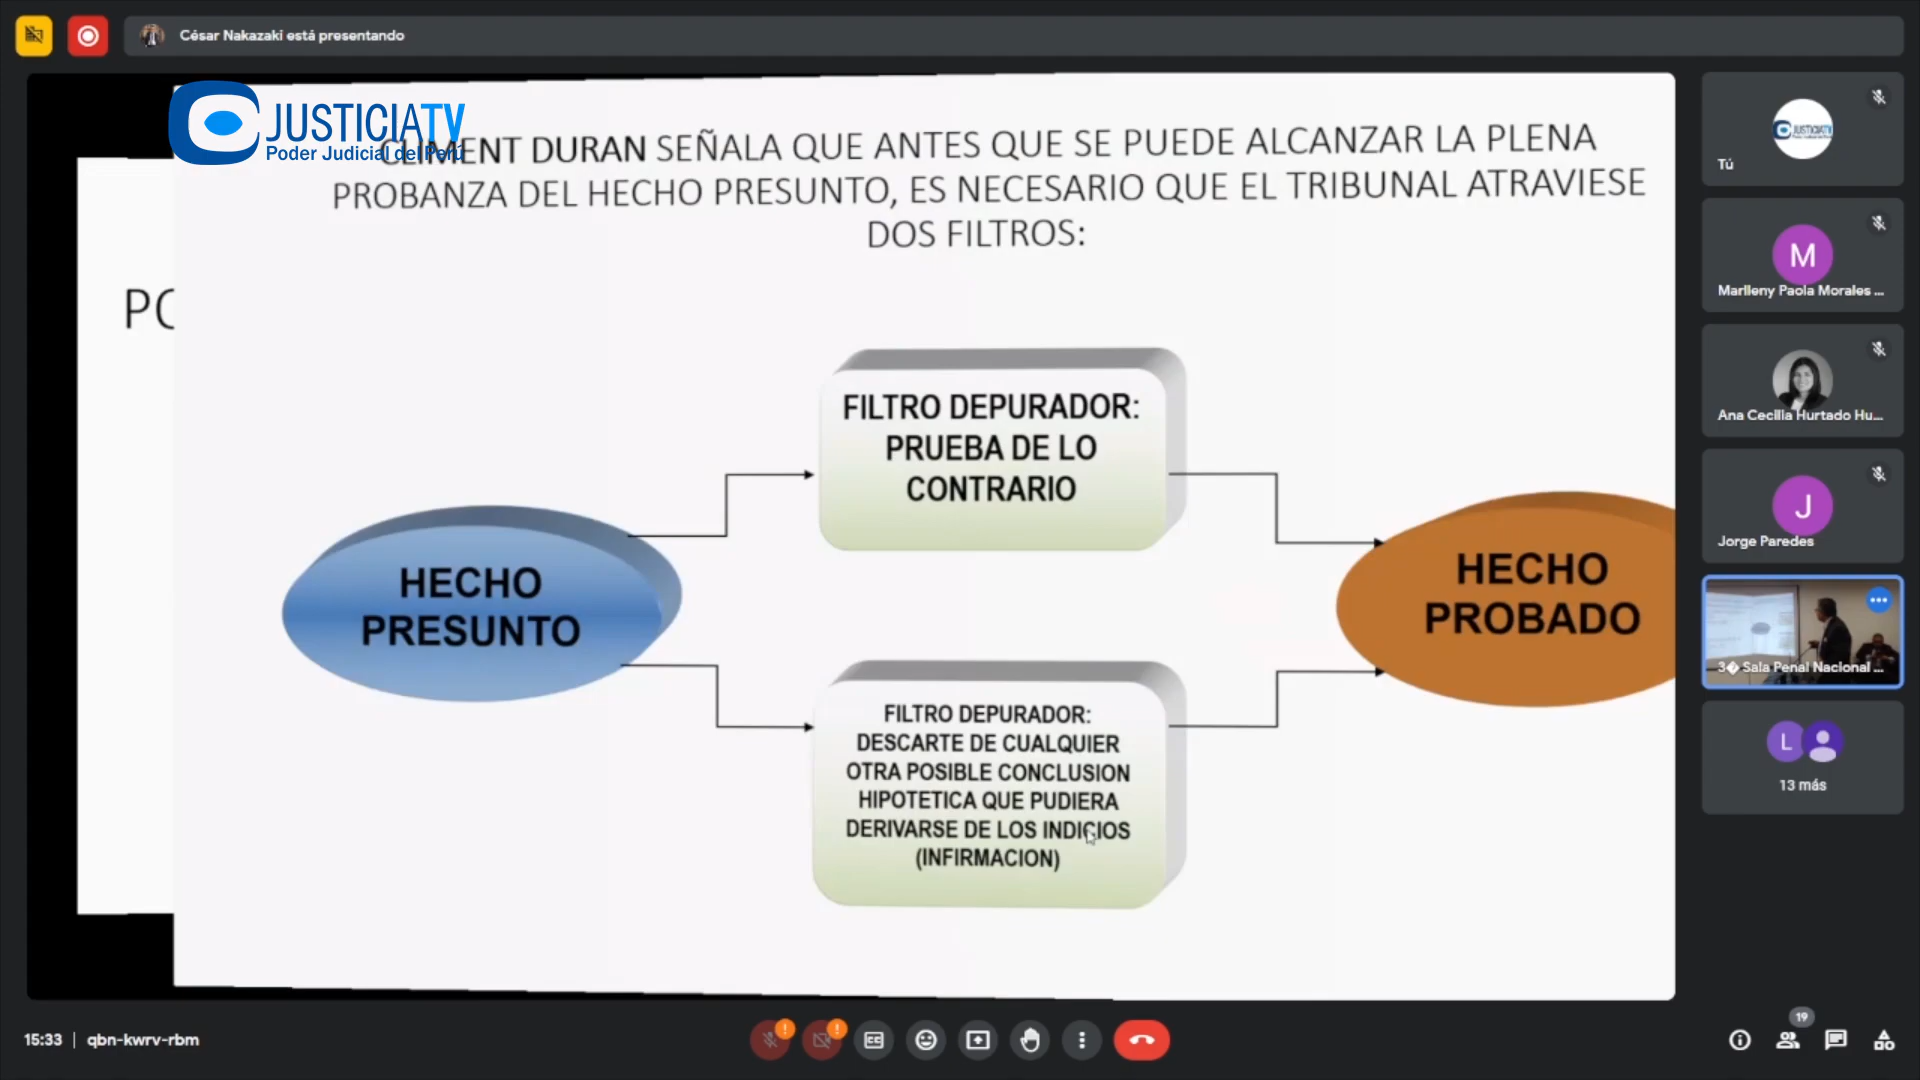 César Nakazaki está presentando
JUSTICIATV
Poder Judicial del Perú
CLIMENT DURAN SEÑALA QUE ANTES QUE SE PUEDE ALCANZAR LA PLENA
PROBANZA DEL HECHO PRESUNTO, ES NECESARIO QUE EL TRIBUNAL ATRAVIESE
DOS FILTROS:
FILTRO DEPURADOR:
PRUEBA DE LO
CONTRARIO
HECHO
PRESUNTO
HECHO
PROBADO
FILTRO DEPURADOR:
DESCARTE DE CUALQUIER
OTRA POSIBLE CONCLUSION
HIPOTETICA QUE PUDIERA
DERIVARSE DE LOS INDICIOS
(INFIRMACION)
JUSTICIATV
Tú
M
Marlleny Paola Morales ...
Ana Cecilia Hurtado Hu...
J
Jorge Paredes
3� Sala Penal Nacional ...
L
13 más
15:33 | qbn-kwrv-rbm
19